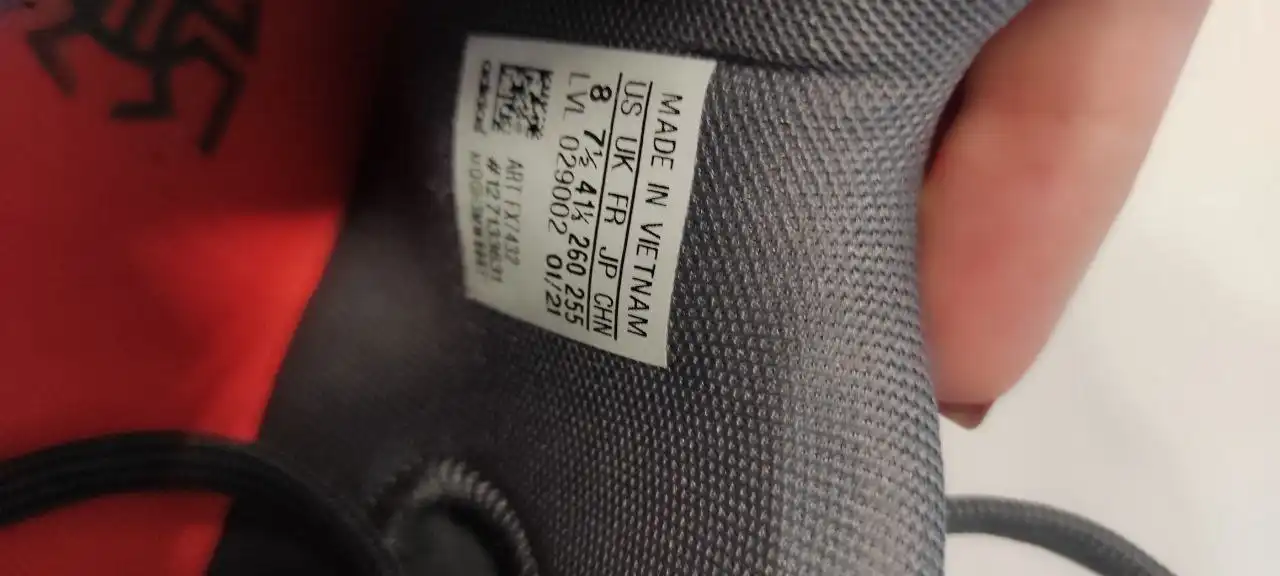 MADE IN VIETNAM
US UK FR JP CHN
8 7½ 41⅓ 260 255
LVL 029002 01/21
ART FX7432
adidas